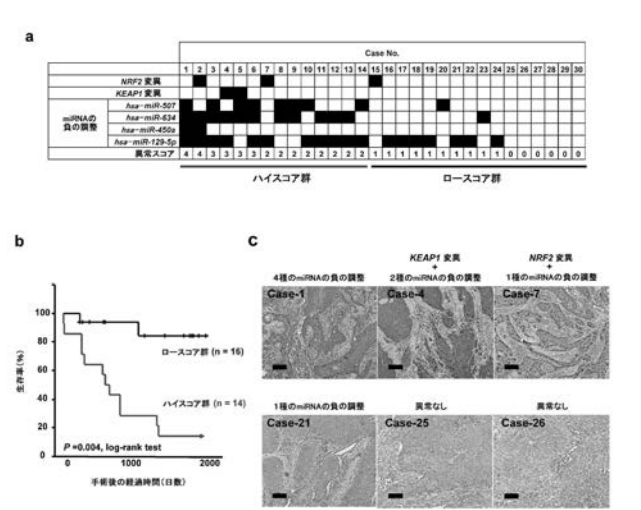 a
Case No.
1 2 3 4 5 6 7 8 9 10 11 12 13 14 15 16 17 18 19 20 21 22 23 24 25 26 27 28 29 30
NRF2 変異
KEAP1 変異
miRNAの
負の調整
hsa-miR-507
hsa-miR-634
hsa-miR-450a
hsa-miR-129-5p
異常スコア 4 4 3 3 3 2 2 2 2 2 2 2 2 2 1 1 1 1 1 1 1 1 1 1 0 0 0 0 0 0
ハイスコア群 ロースコア群
b
生存率(%)
100
80
60
40
20
0
ロースコア群 (n = 16)
ハイスコア群 (n = 14)
P =0.004, log-rank test
0 1000 2000
手術後の経過時間(日数)
c
4種のmiRNAの負の調整
KEAP1 変異
+
2種のmiRNAの負の調整
NRF2 変異
+
1種のmiRNAの負の調整
Case-1 Case-4 Case-7
1種のmiRNAの負の調整 異常なし 異常なし
Case-21 Case-25 Case-26